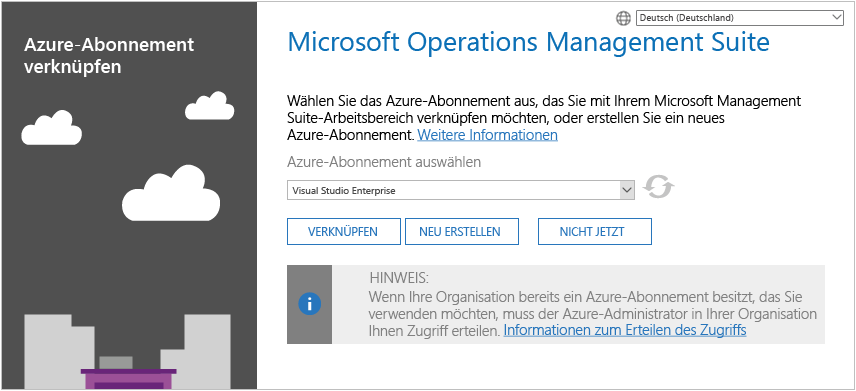 Deutsch (Deutschland)
Azure-Abonnement
verknüpfen
Microsoft Operations Management Suite
Wählen Sie das Azure-Abonnement aus, das Sie mit Ihrem Microsoft Management
Suite-Arbeitsbereich verknüpfen möchten, oder erstellen Sie ein neues
Azure-Abonnement. Weitere Informationen
Azure-Abonnement auswählen
Visual Studio Enterprise
VERKNÜPFEN NEU ERSTELLEN NICHT JETZT
HINWEIS:
Wenn Ihre Organisation bereits ein Azure-Abonnement besitzt, das Sie
verwenden möchten, muss der Azure-Administrator in Ihrer Organisation
Ihnen Zugriff erteilen. Informationen zum Erteilen des Zugriffs